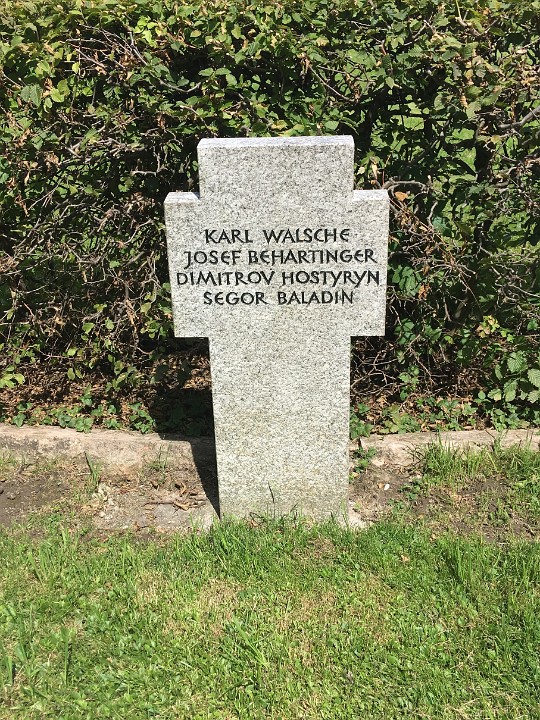 KARL WALSCHE
JOSEF BEHARTINGER
DIMITROV HOSTYRYN
SEGOR BALADIN